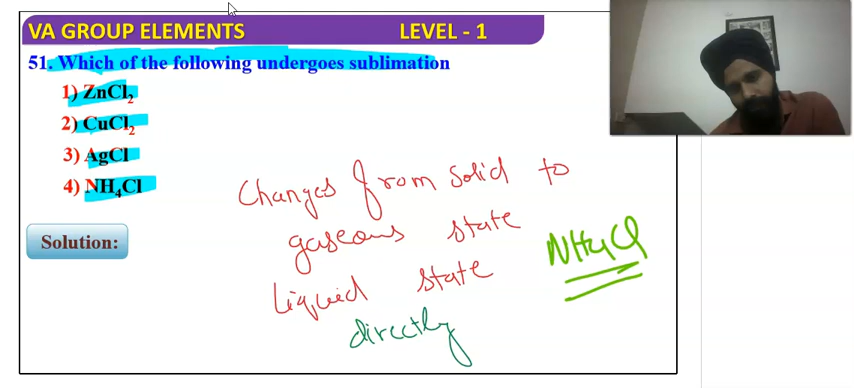 VA GROUP ELEMENTS LEVEL - 1
51. Which of the following undergoes sublimation
1) ZnCl₂
2) CuCl₂
3) AgCl
4) NH₄Cl
Solution:
Changes from solid to
gaseous state
Liquid state
directly
NH₄Cl